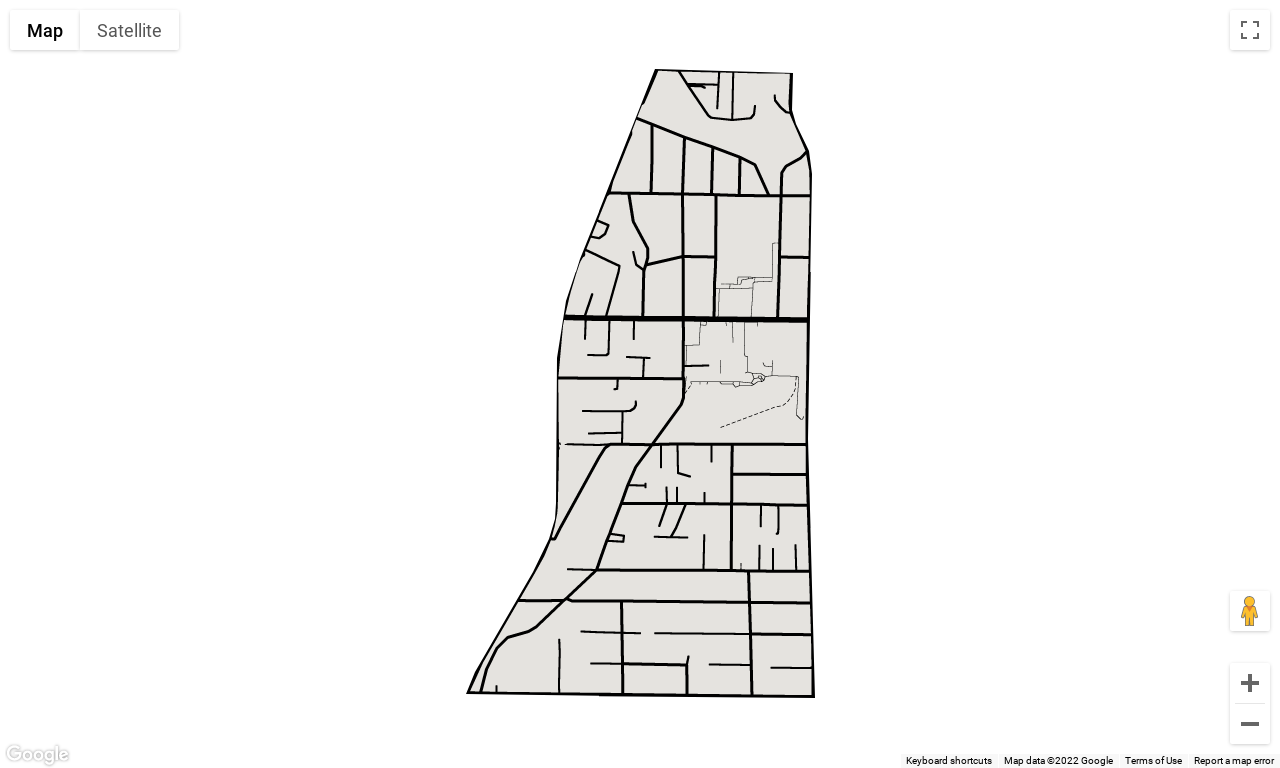 Map Satellite
Google
Keyboard shortcuts Map data ©2022 Google Terms of Use Report a map error